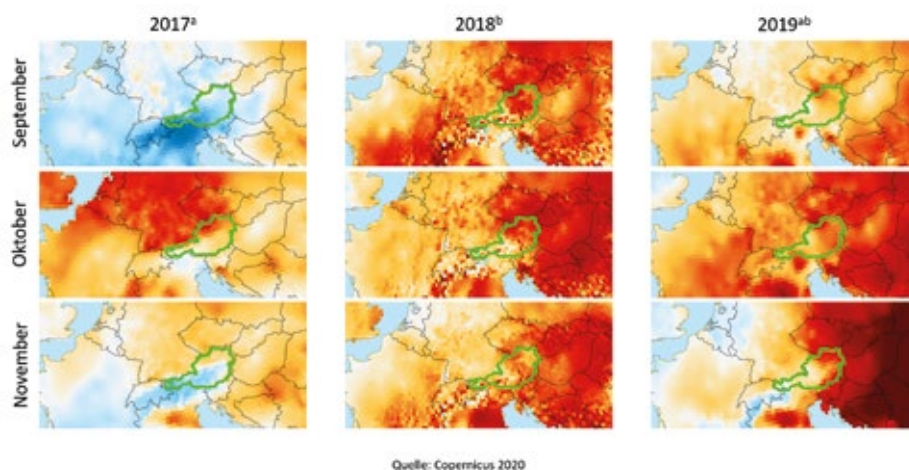 2017ᵃ 2018ᵇ 2019ᵃᵇ
September
Oktober
November
Quelle: Copernicus 2020